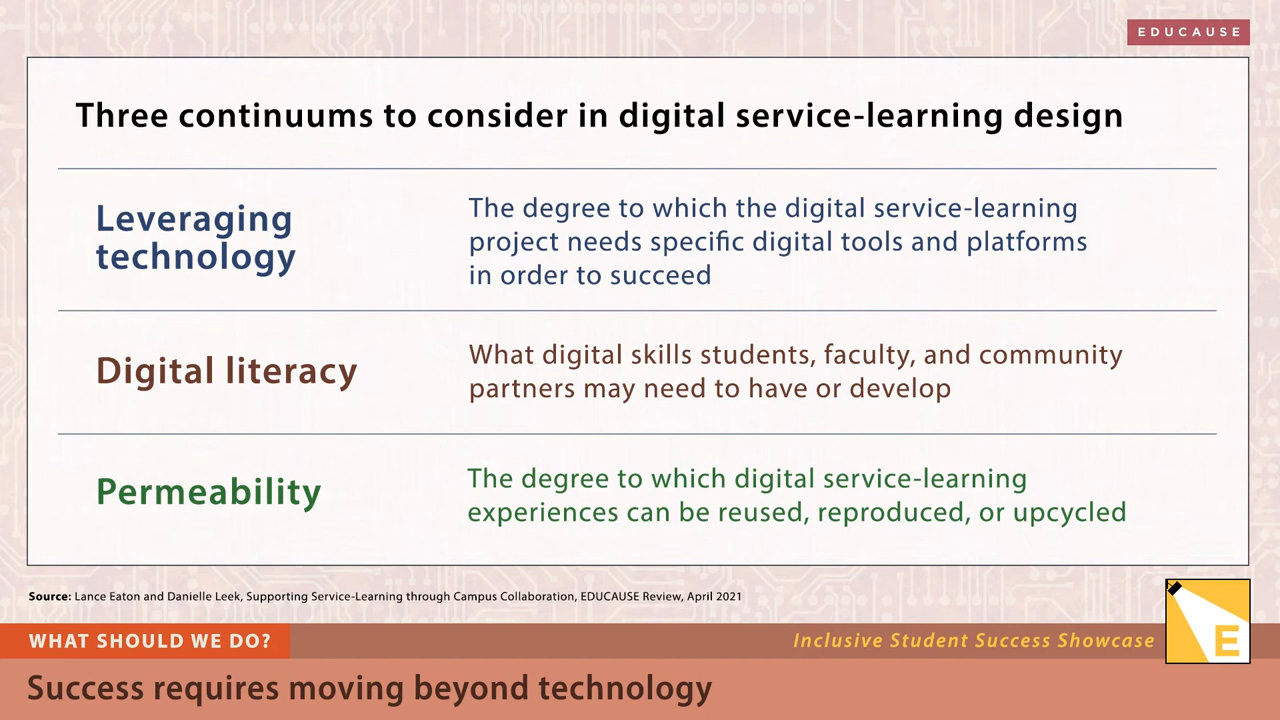 EDUCAUSE
Three continuums to consider in digital service-learning design
Leveraging
technology
The degree to which the digital service-learning
project needs specific digital tools and platforms
in order to succeed
Digital literacy
What digital skills students, faculty, and community
partners may need to have or develop
Permeability
The degree to which digital service-learning
experiences can be reused, reproduced, or upcycled
Source: Lance Eaton and Danielle Leek, Supporting Service-Learning through Campus Collaboration, EDUCAUSE Review, April 2021
WHAT SHOULD WE DO?
Inclusive Student Success Showcase
E
Success requires moving beyond technology